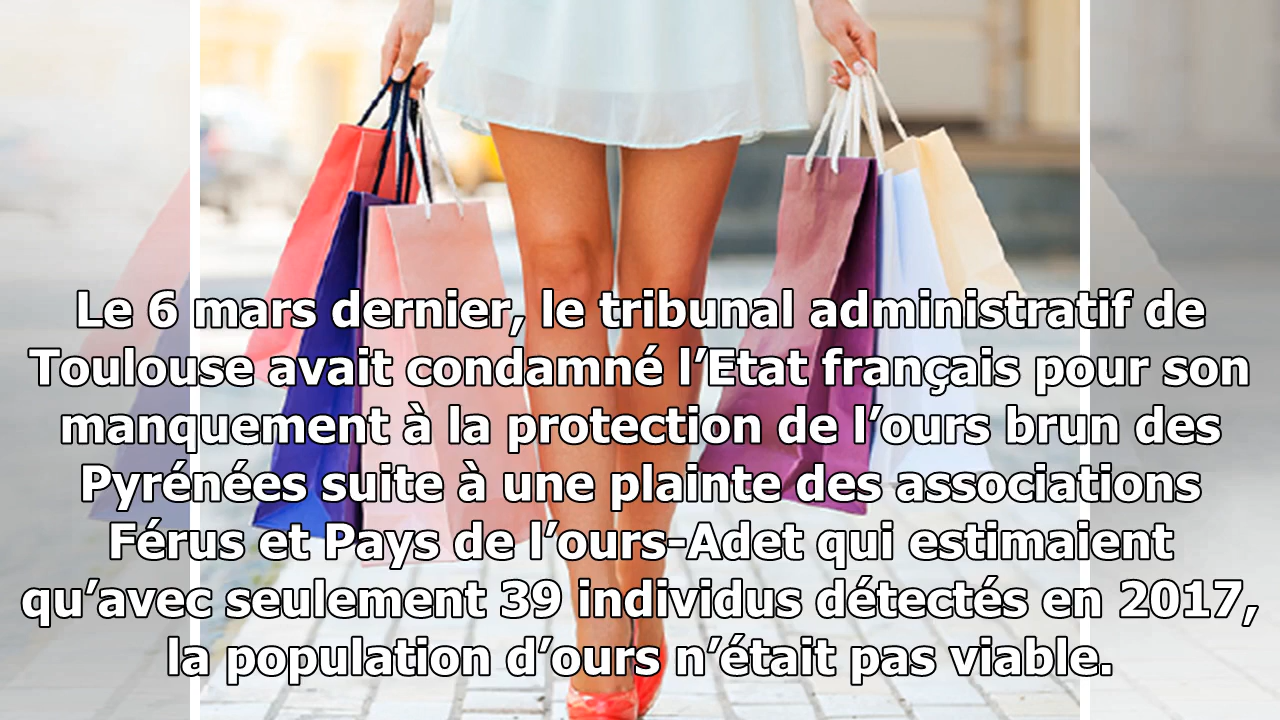 Le 6 mars dernier, le tribunal administratif de
Toulouse avait condamné l’Etat français pour son
manquement à la protection de l’ours brun des
Pyrénées suite à une plainte des associations
Férus et Pays de l’ours-Adet qui estimaient
qu’avec seulement 39 individus détectés en 2017,
la population d’ours n’était pas viable.